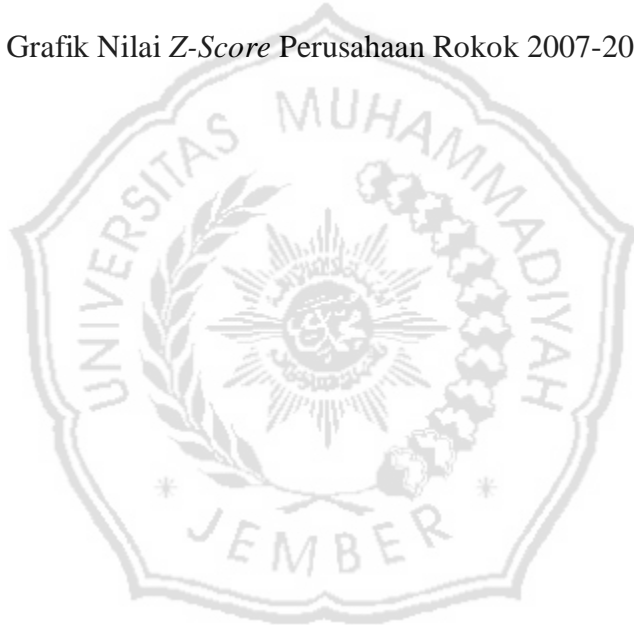 Grafik Nilai Z-Score Perusahaan Rokok 2007-20
UNIVERSITAS MUHAMMADIYAH
* JEMBER *